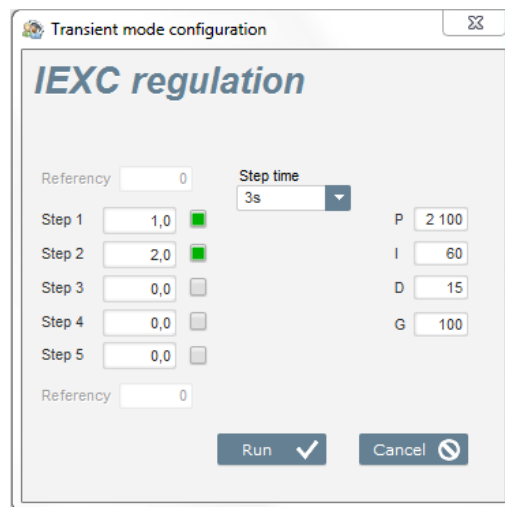 Transient mode configuration
IEXC regulation
Referency 0
Step time
3s
Step 1 1,0
P 2 100
Step 2 2,0
I 60
Step 3 0,0
D 15
Step 4 0,0
G 100
Step 5 0,0
Referency 0
Run
Cancel